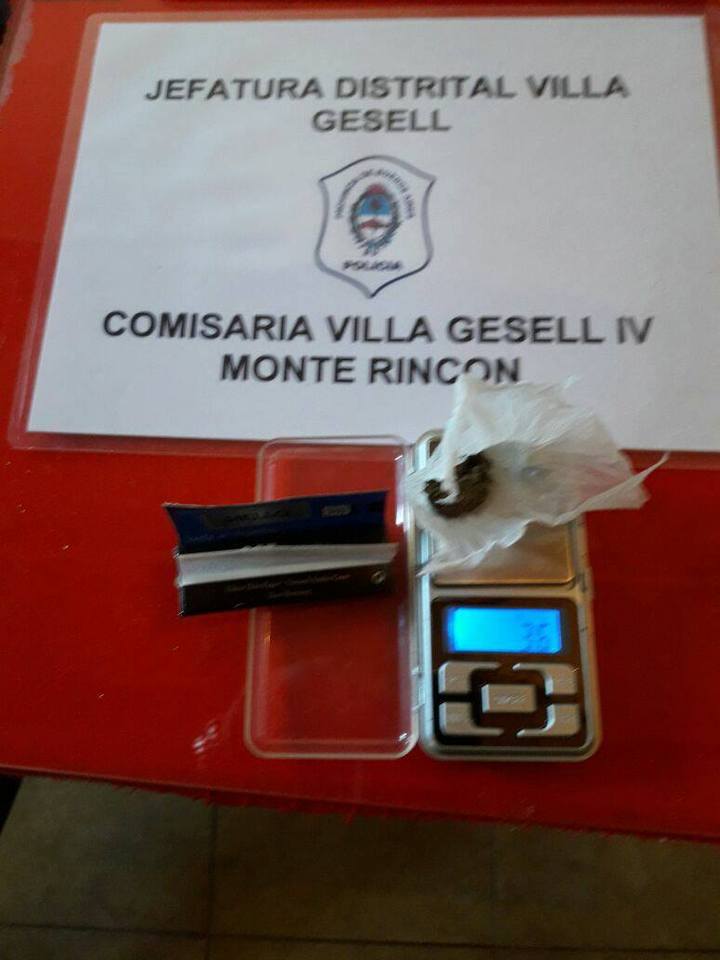 JEFATURA DISTRITAL VILLA
GESELL
POLICIA
COMISARIA VILLA GESELL IV
MONTE RINCON